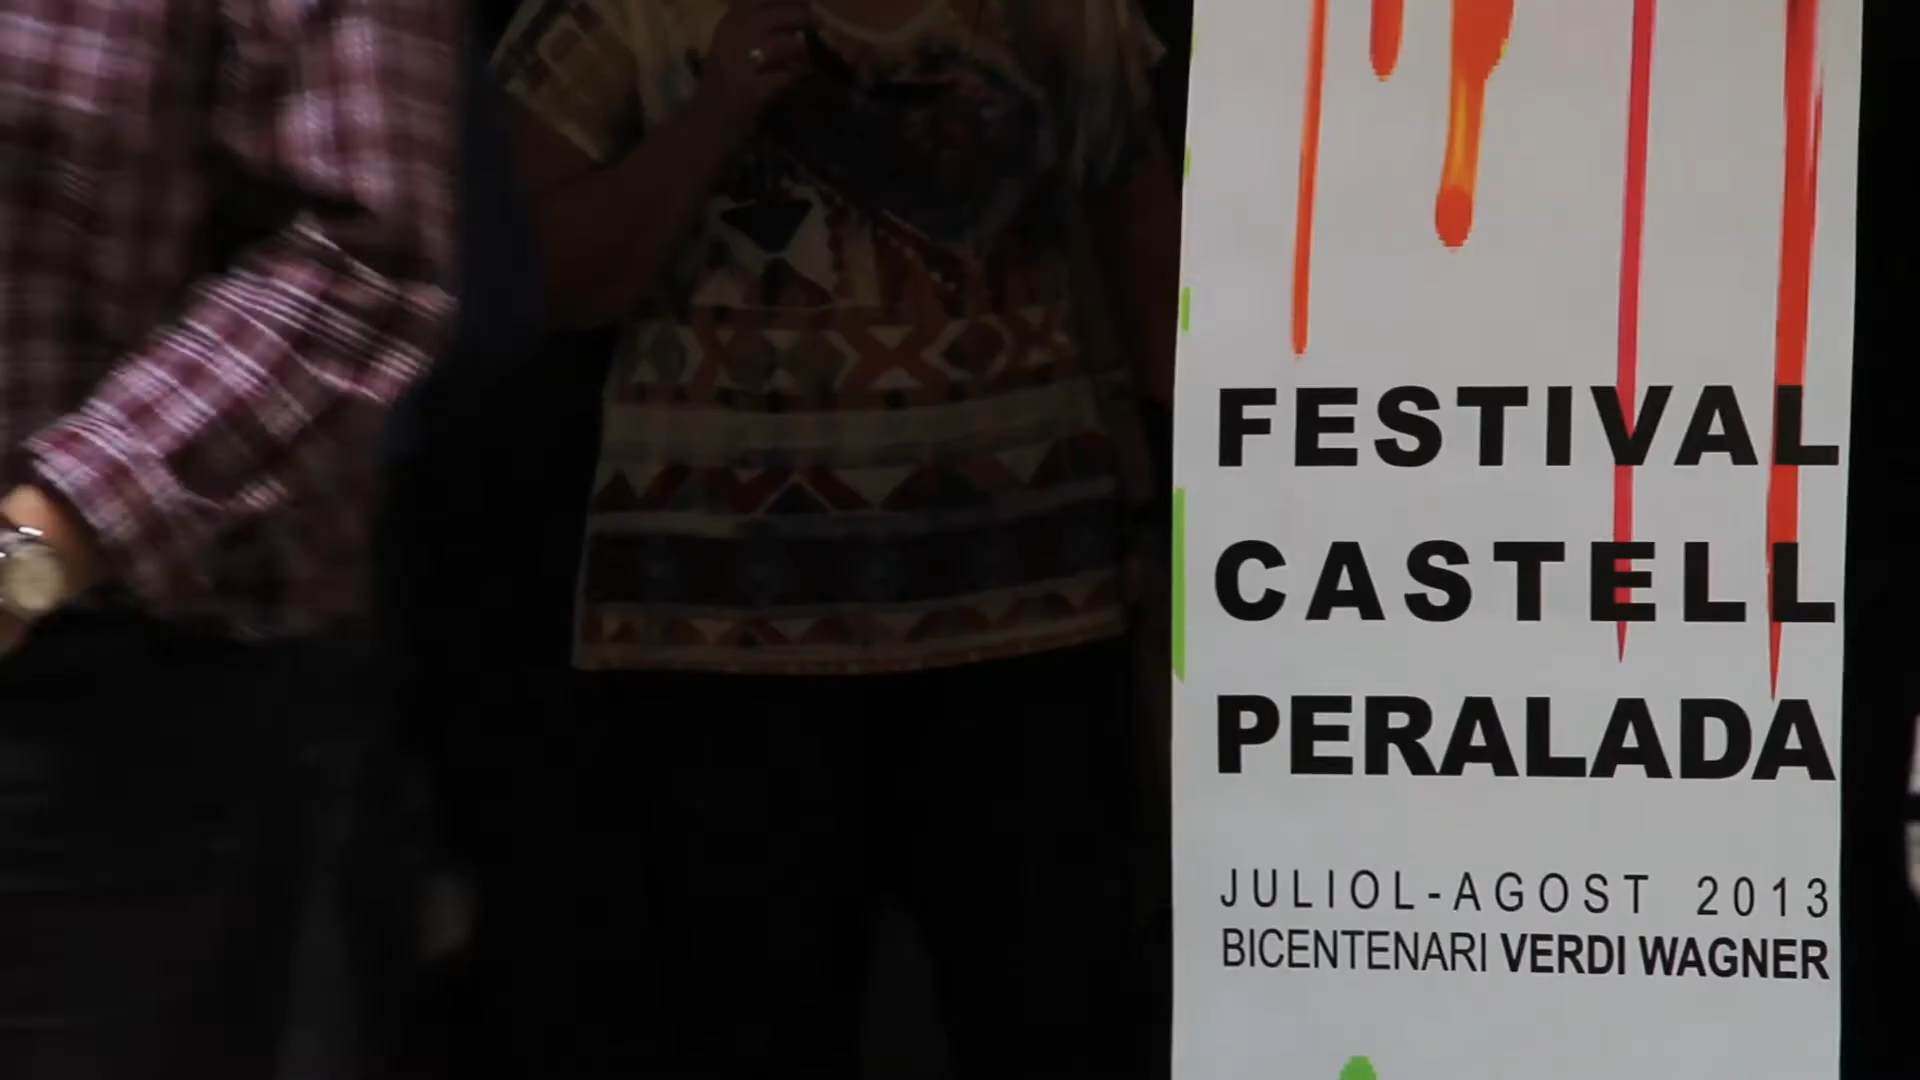 FESTIVAL
CASTELL
PERALADA
JULIOL-AGOST 2013
BICENTENARI VERDI WAGNER